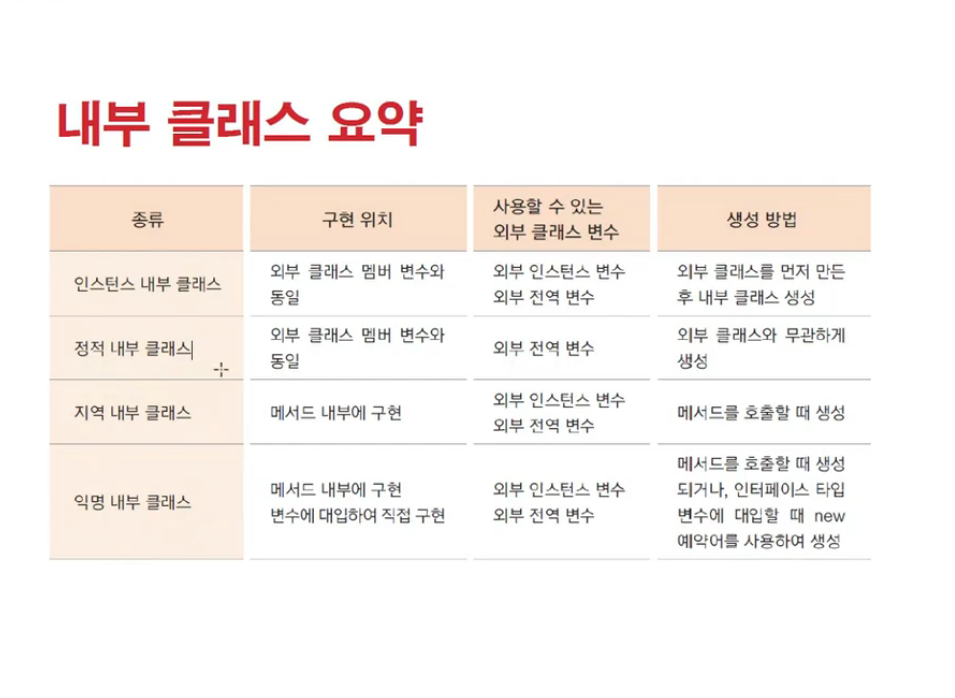 내부 클래스 요약
종류
구현 위치
사용할 수 있는
외부 클래스 변수
생성 방법
인스턴스 내부 클래스
외부 클래스 멤버 변수와
동일
외부 인스턴스 변수
외부 전역 변수
외부 클래스를 먼저 만든
후 내부 클래스 생성
정적 내부 클래스
외부 클래스 멤버 변수와
동일
외부 전역 변수
외부 클래스와 무관하게
생성
지역 내부 클래스
메서드 내부에 구현
외부 인스턴스 변수
외부 전역 변수
메서드를 호출할 때 생성
익명 내부 클래스
메서드 내부에 구현
변수에 대입하여 직접 구현
외부 인스턴스 변수
외부 전역 변수
메서드를 호출할 때 생성
되거나, 인터페이스 타입
변수에 대입할 때 new
예약어를 사용하여 생성